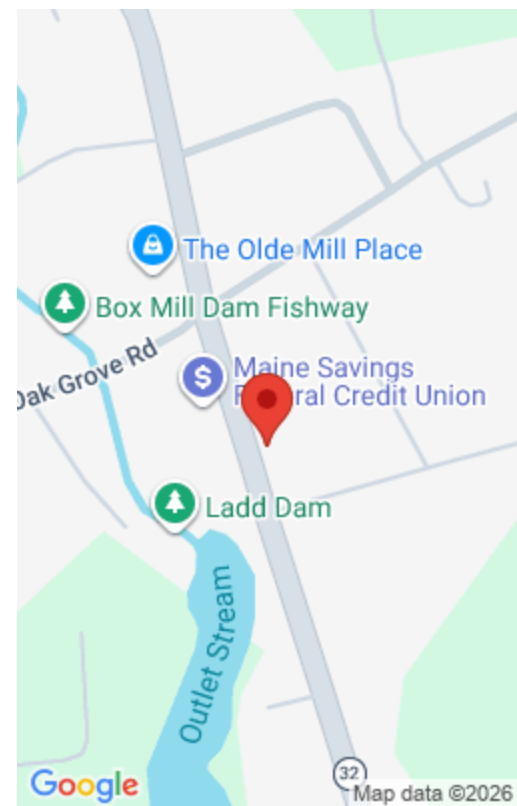 The Olde Mill Place
Box Mill Dam Fishway
Oak Grove Rd
$
Maine Savings
Federal Credit Union
Ladd Dam
Outlet Stream
32
Google
Map data ©2026